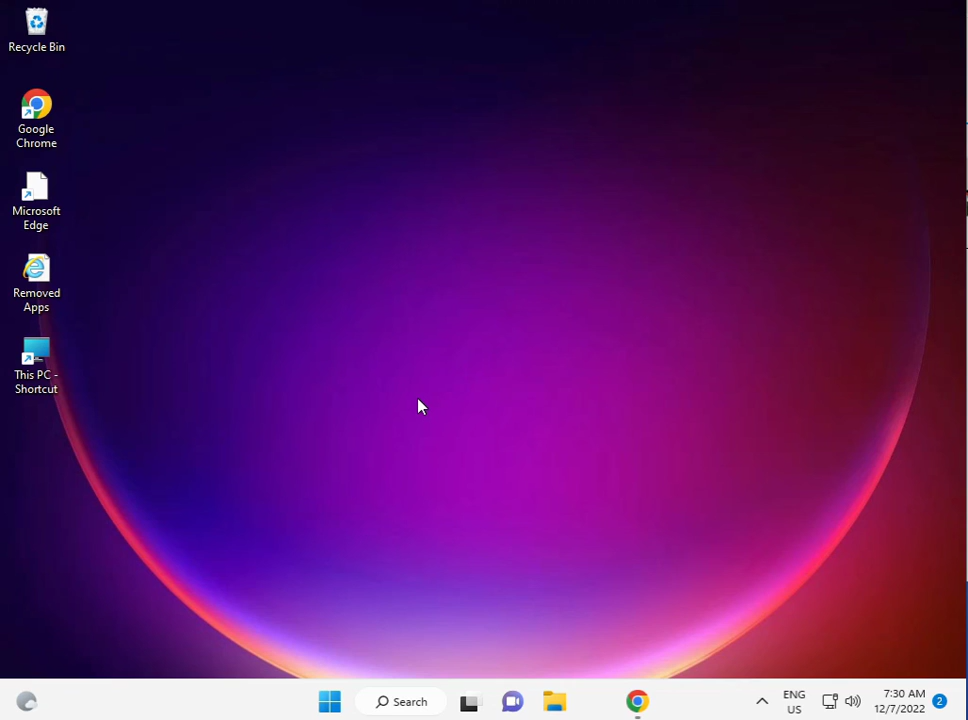 Recycle Bin
Google
Chrome
Microsoft
Edge
Removed
Apps
This PC -
Shortcut
Search
ENG
US
7:30 AM
12/7/2022
2